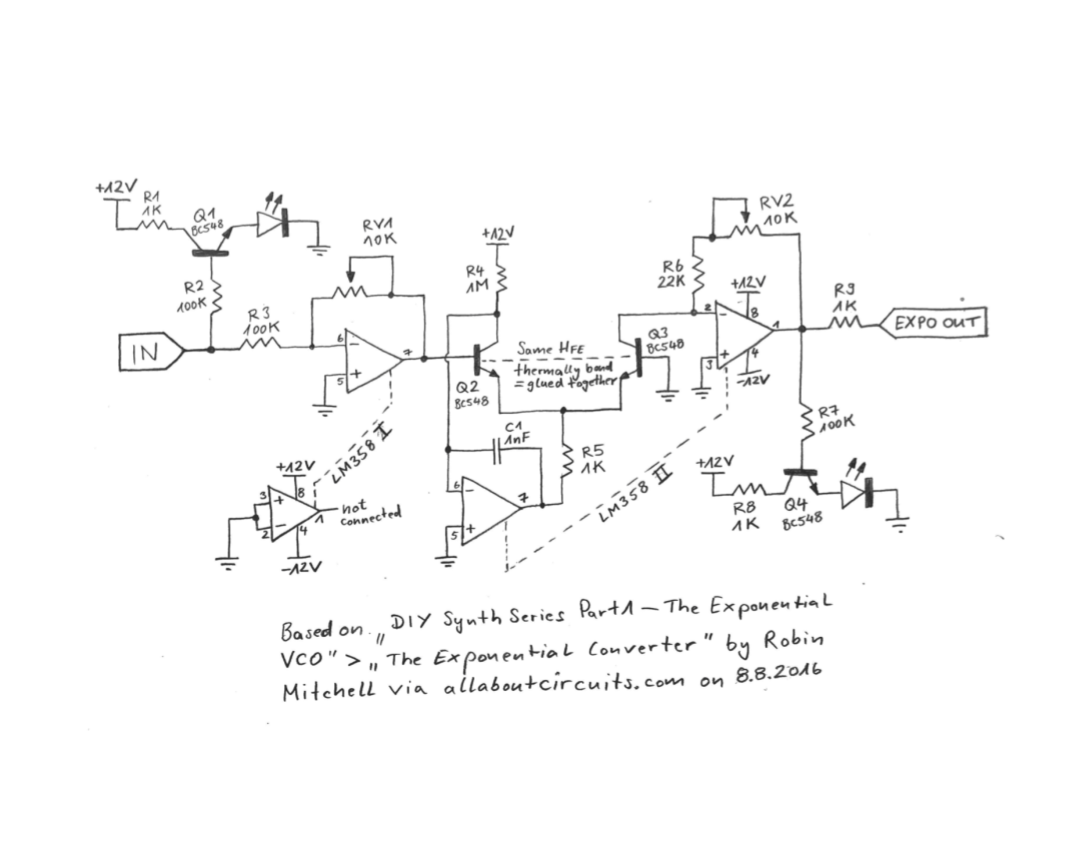 +12V
R1
1K
Q1
BC548
R2
100K
R3
100K
IN
RV1
10K
6
5
7
-
+
+12V
R4
1M
Q2
BC548
Same HFE
thermally bond
= glued together
Q3
BC548
C1
1nF
R5
1K
6
5
7
-
+
LM358 I
+12V
3
2
8
1
4
+
-
-12V
not
connected
LM358 II
R6
22K
RV2
10K
+12V
2
3
8
1
4
-
+
-12V
R9
1K
EXPO OUT
R7
100K
+12V
R8
1K
Q4
BC548
Based on „DIY Synth Series Part1 — The Exponential
VCO" > „The Exponential Converter" by Robin
Mitchell via allaboutcircuits.com on 8.8.2016